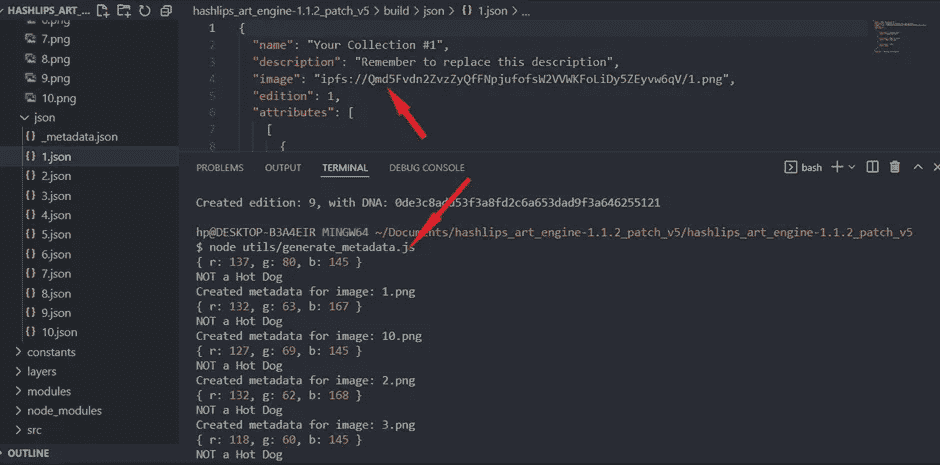 HASHLIPS_ART_...
6.png
7.png
8.png
9.png
10.png
json
_metadata.json
1.json
2.json
3.json
4.json
5.json
6.json
7.json
8.json
9.json
10.json
constants
layers
modules
node_modules
src
OUTLINE
hashlips_art_engine-1.1.2_patch_v5 > build > json > {} 1.json > ...
1 {
2 "name": "Your Collection #1",
3 "description": "Remember to replace this description",
4 "image": "ipfs://Qmd5Fvdn2ZvzZyQfFNpjufofsW2VVWKFoLiDy5ZEyvw6qV/1.png",
5 "edition": 1,
6 "attributes": [
7 [
8 {
PROBLEMS OUTPUT TERMINAL DEBUG CONSOLE bash
Created edition: 9, with DNA: 0de3c8add53f3a8fd2c6a653dad9f3a646255121
hp@DESKTOP-B3A4EIR MINGW64 ~/Documents/hashlips_art_engine-1.1.2_patch_v5/hashlips_art_engine-1.1.2_patch_v5
$ node utils/generate_metadata.js
{ r: 137, g: 80, b: 145 }
NOT a Hot Dog
Created metadata for image: 1.png
{ r: 132, g: 63, b: 167 }
NOT a Hot Dog
Created metadata for image: 10.png
{ r: 127, g: 69, b: 145 }
NOT a Hot Dog
Created metadata for image: 2.png
{ r: 132, g: 62, b: 168 }
NOT a Hot Dog
Created metadata for image: 3.png
{ r: 118, g: 60, b: 145 }
NOT a Hot Dog